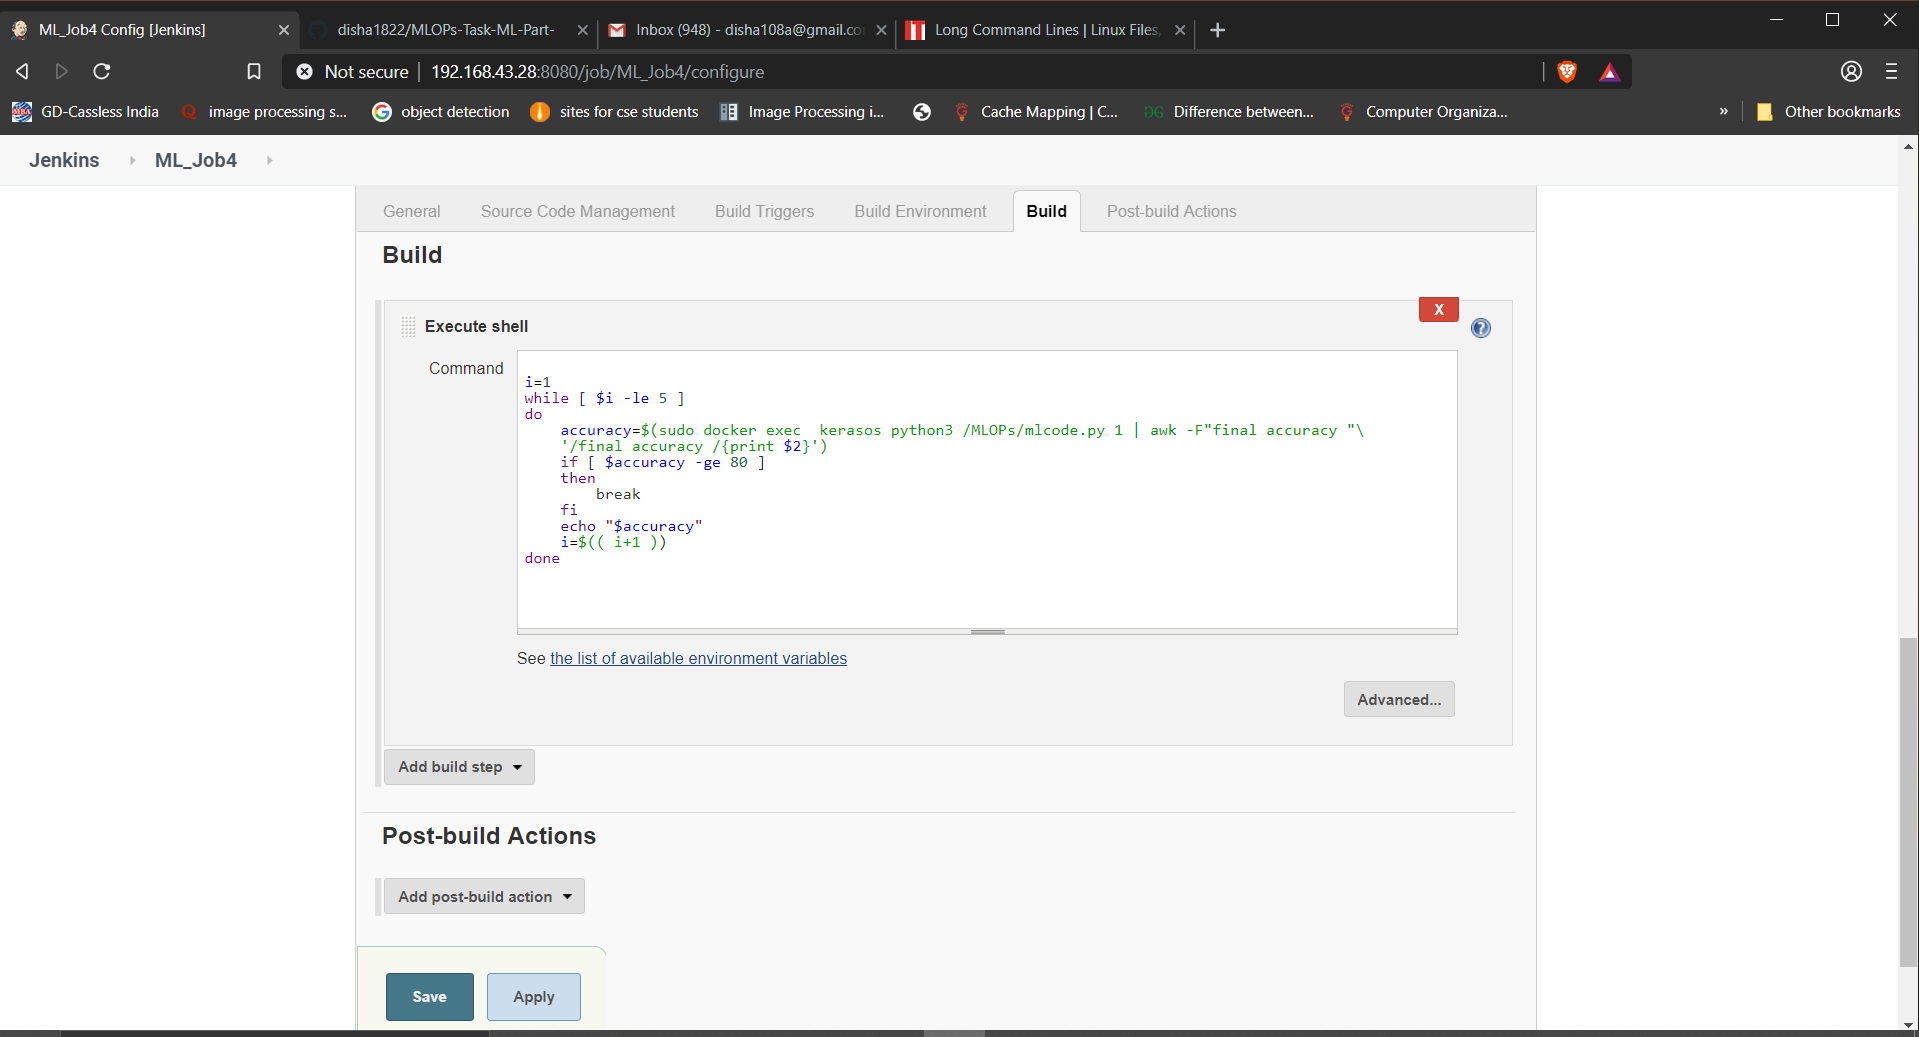 ML_Job4 Config [Jenkins]
disha1822/MLOPs-Task-ML-Part-
Inbox (948) - disha108a@gmail.co
Long Command Lines | Linux Files,
Not secure
192.168.43.28:8080/job/ML_Job4/configure
GD-Cassless India
image processing s...
object detection
sites for cse students
Image Processing i...
Cache Mapping | C...
Difference between...
Computer Organiza...
»
Other bookmarks
Jenkins
ML_Job4
General
Source Code Management
Build Triggers
Build Environment
Build
Post-build Actions
Build
X
Execute shell
Command
i=1
while [ $i -le 5 ]
do
accuracy=$(sudo docker exec  kerasos python3 /MLOPs/mlcode.py 1 | awk -F"final accuracy "\
'/final accuracy /{print $2}')
if [ $accuracy -ge 80 ]
then
break
fi
echo "$accuracy"
i=$(( i+1 ))
done
See the list of available environment variables
Advanced...
Add build step
Post-build Actions
Add post-build action
Save
Apply